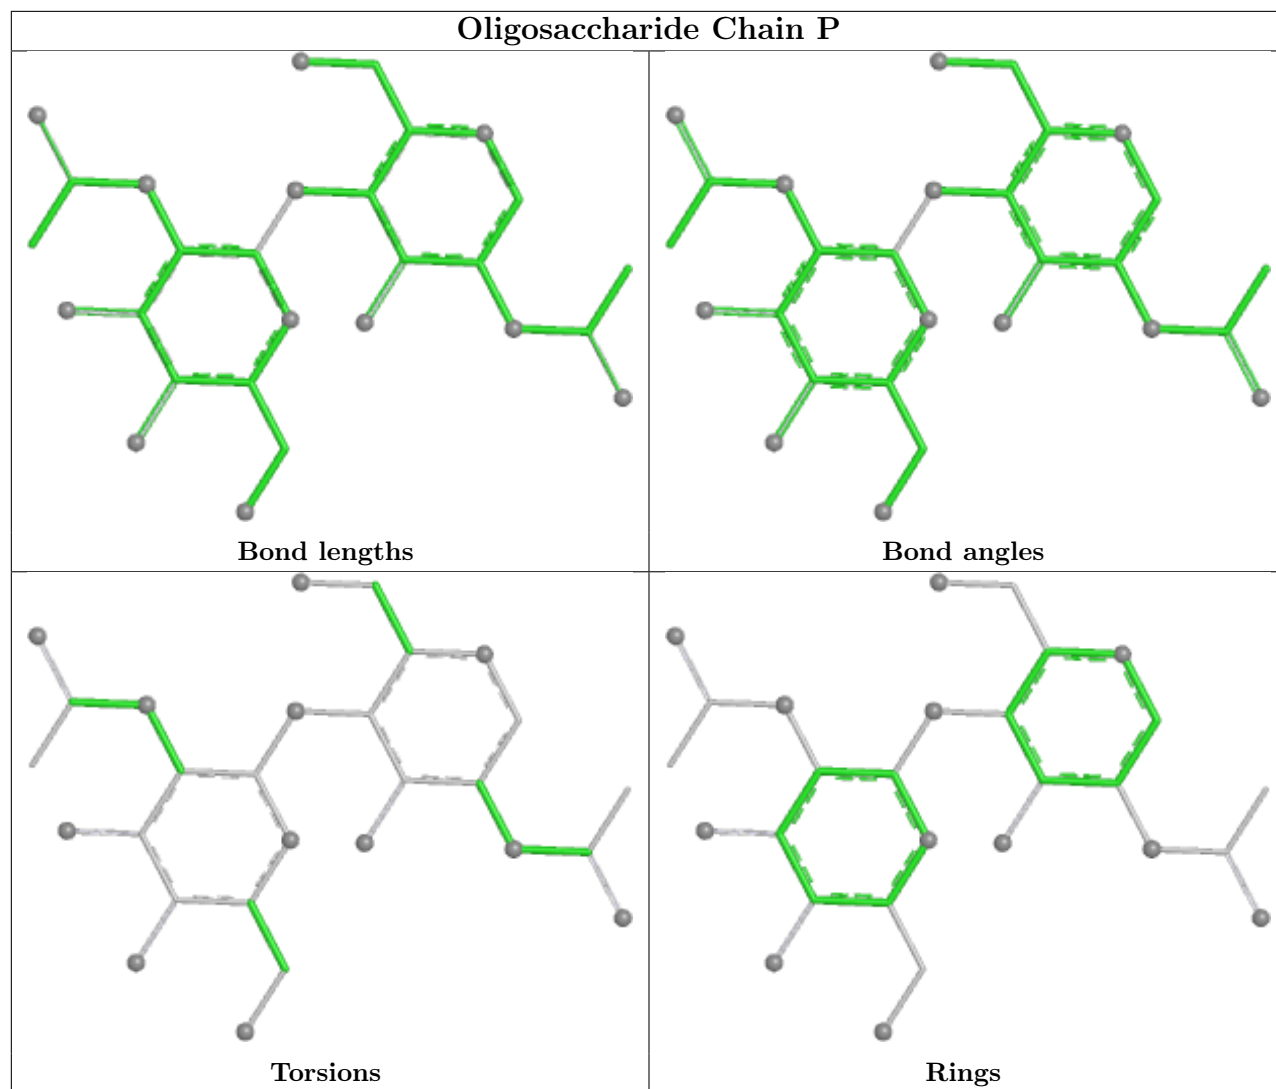 Oligosaccharide Chain P
Bond lengths
Bond angles
Torsions
Rings